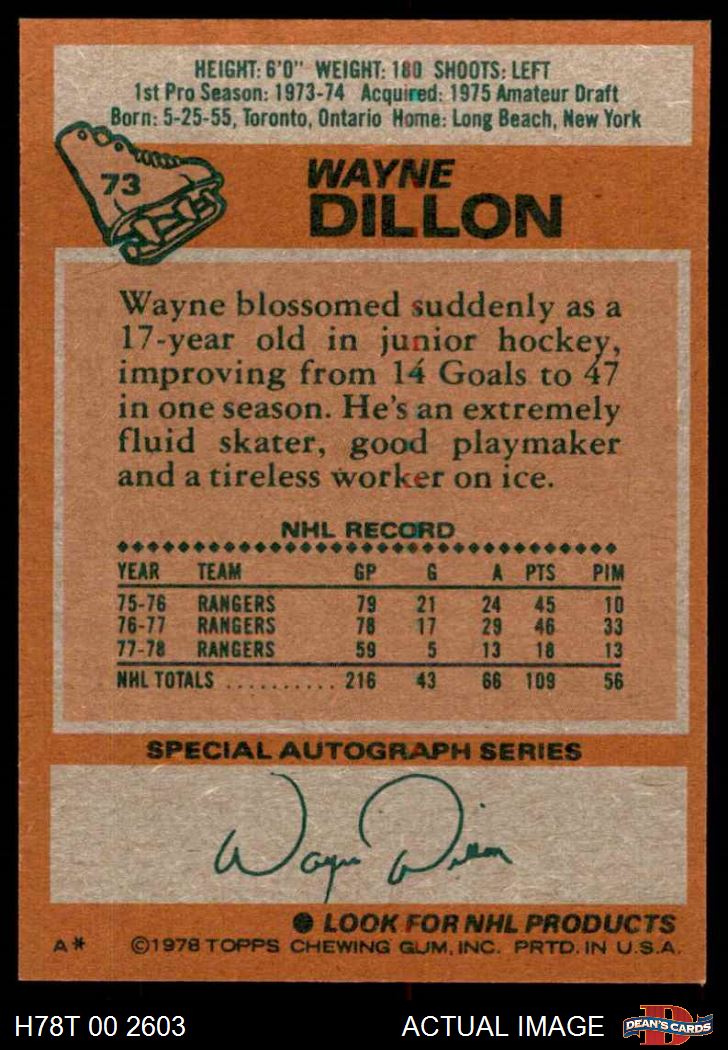 HEIGHT: 6'0" WEIGHT: 180 SHOOTS: LEFT
1st Pro Season: 1973-74 Acquired: 1975 Amateur Draft
Born: 5-25-55, Toronto, Ontario Home: Long Beach, New York
73
WAYNE
DILLON
Wayne blossomed suddenly as a
17-year old in junior hockey,
improving from 14 Goals to 47
in one season. He's an extremely
fluid skater, good playmaker
and a tireless worker on ice.
NHL RECORD
YEAR TEAM GP G A PTS PIM
75-76 RANGERS 79 21 24 45 10
76-77 RANGERS 78 17 29 46 33
77-78 RANGERS 59 5 13 18 13
NHL TOTALS .......... 216 43 66 109 56
SPECIAL AUTOGRAPH SERIES
Wayne Dillon
● LOOK FOR NHL PRODUCTS
A* ©1978 TOPPS CHEWING GUM, INC. PRTD. IN U.S.A.
H78T 00 2603 ACTUAL IMAGE D DEAN'S CARDS